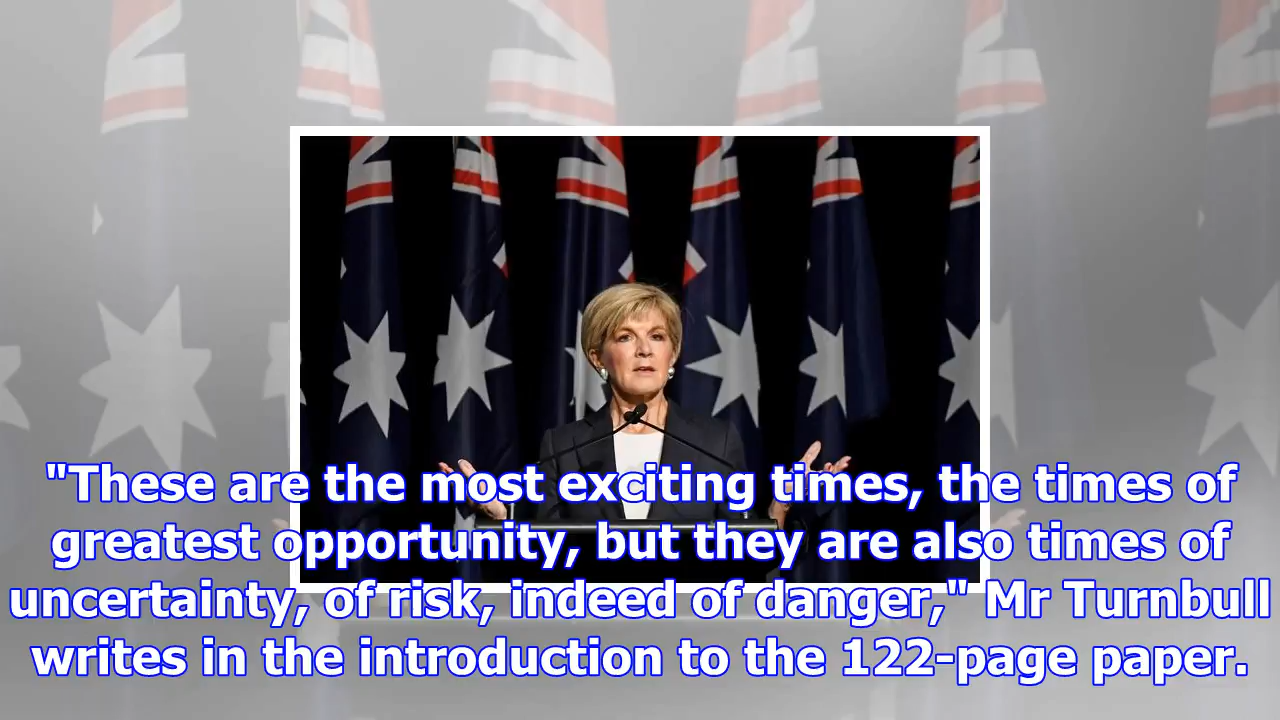 "These are the most exciting times, the times of
greatest opportunity, but they are also times of
uncertainty, of risk, indeed of danger," Mr Turnbull
writes in the introduction to the 122-page paper.